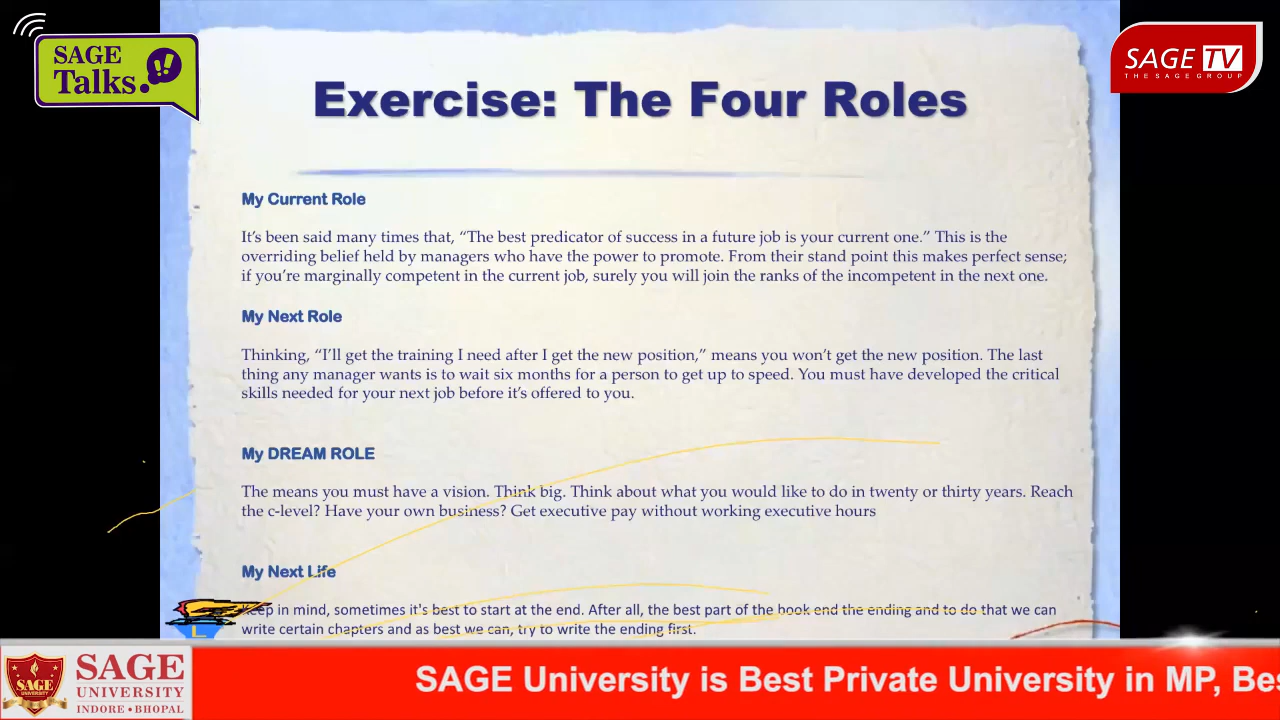 SAGE
Talks.
SAGE TV
THE SAGE GROUP
Exercise: The Four Roles
My Current Role
It’s been said many times that, “The best predicator of success in a future job is your current one.” This is the
overriding belief held by managers who have the power to promote. From their stand point this makes perfect sense;
if you’re marginally competent in the current job, surely you will join the ranks of the incompetent in the next one.
My Next Role
Thinking, “I’ll get the training I need after I get the new position,” means you won’t get the new position. The last
thing any manager wants is to wait six months for a person to get up to speed. You must have developed the critical
skills needed for your next job before it’s offered to you.
My DREAM ROLE
The means you must have a vision. Think big. Think about what you would like to do in twenty or thirty years. Reach
the c-level? Have your own business? Get executive pay without working executive hours
My Next Life
Keep in mind, sometimes it's best to start at the end. After all, the best part of the book end the ending and to do that we can
write certain chapters and as best we can, try to write the ending first.
SAGE
SAGE
UNIVERSITY
INDORE • BHOPAL
SAGE University is Best Private University in MP, Bes